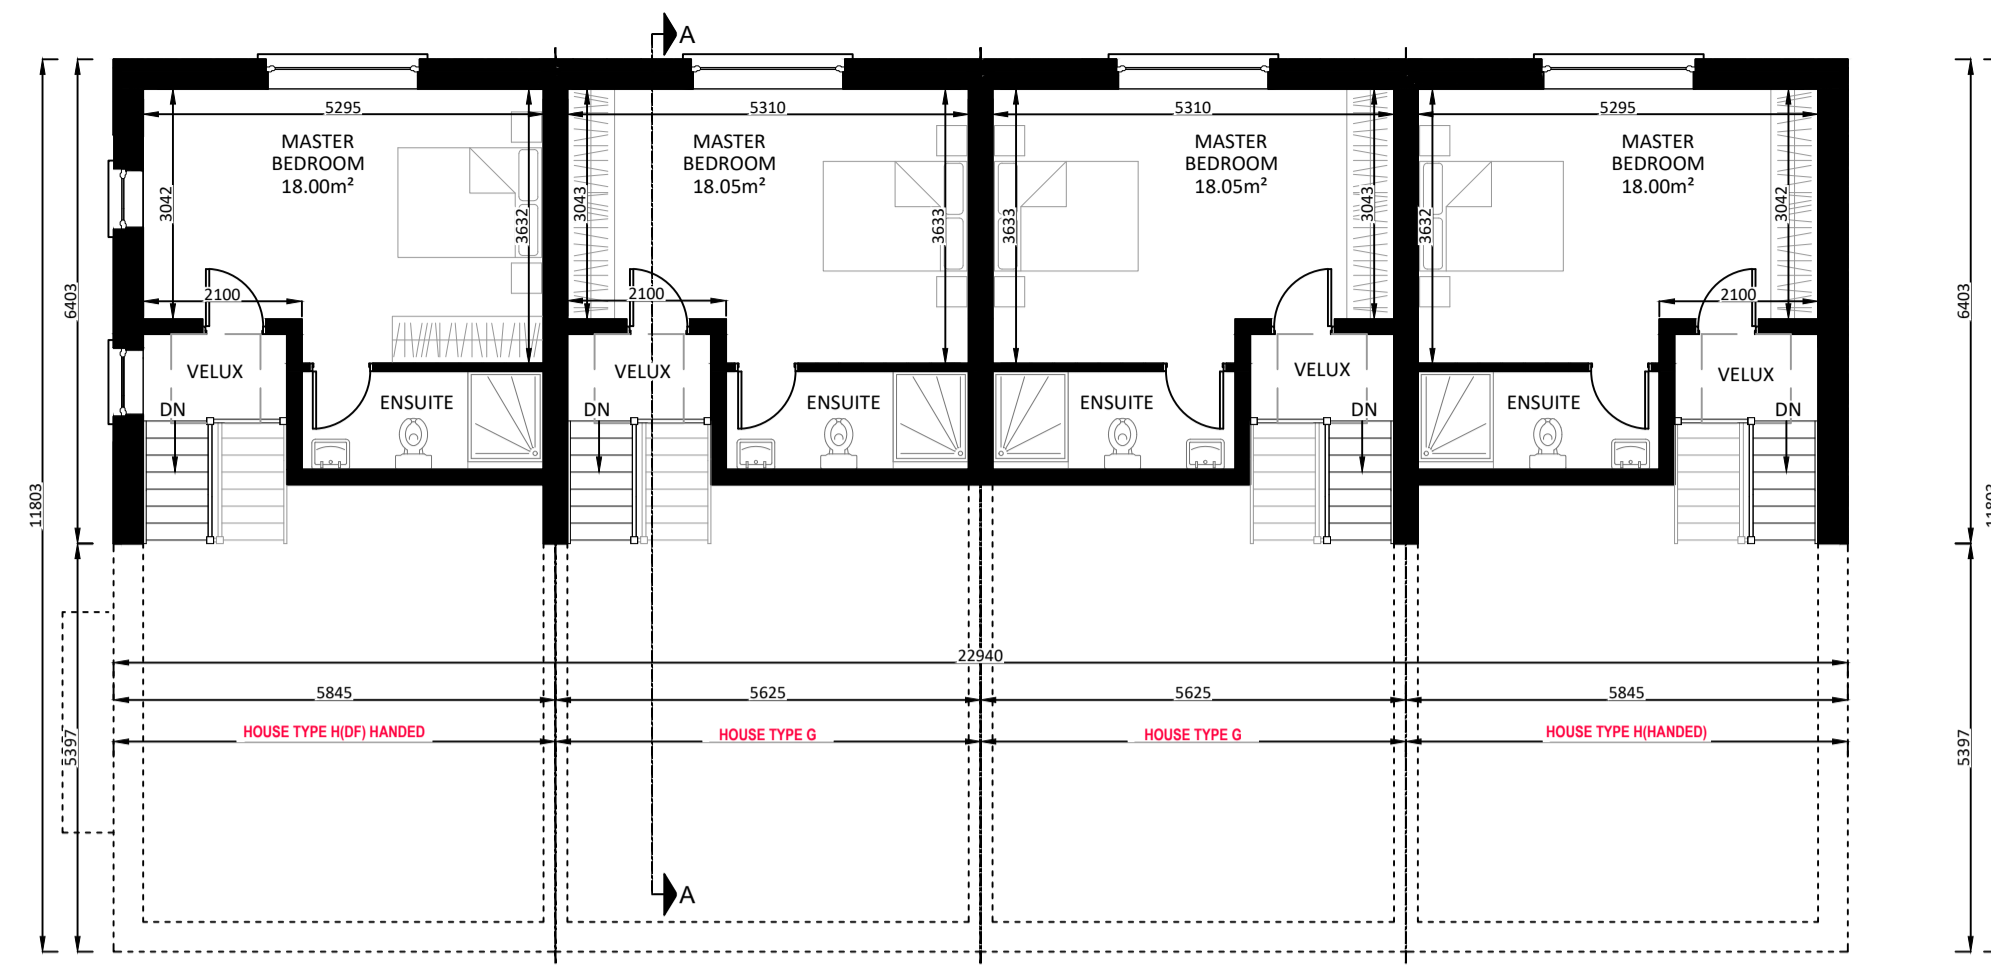 A
5295
5310
5310
5295
MASTER
BEDROOM
18.00m²
MASTER
BEDROOM
18.05m²
MASTER
BEDROOM
18.05m²
MASTER
BEDROOM
18.00m²
3042
3632
3043
3633
3633
3043
3632
3042
6403
6403
2100
2100
2100
VELUX
VELUX
VELUX
VELUX
DN
ENSUITE
DN
ENSUITE
ENSUITE
DN
ENSUITE
DN
11803
11803
22940
5845
5625
5625
5845
HOUSE TYPE H(DF) HANDED
HOUSE TYPE G
HOUSE TYPE G
HOUSE TYPE H(HANDED)
5397
5397
A